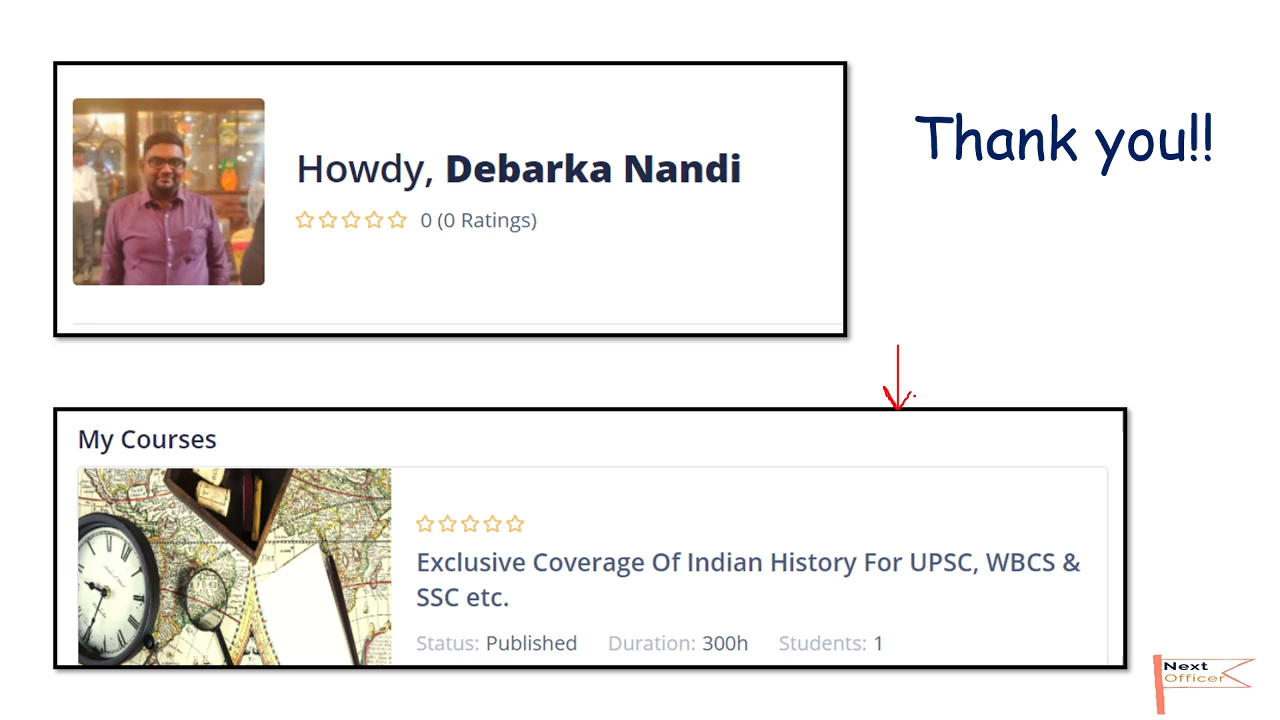 Howdy, Debarka Nandi
0 (0 Ratings)
Thank you!!
My Courses
Exclusive Coverage Of Indian History For UPSC, WBCS &
SSC etc.
Status: Published Duration: 300h Students: 1
Next
Officer